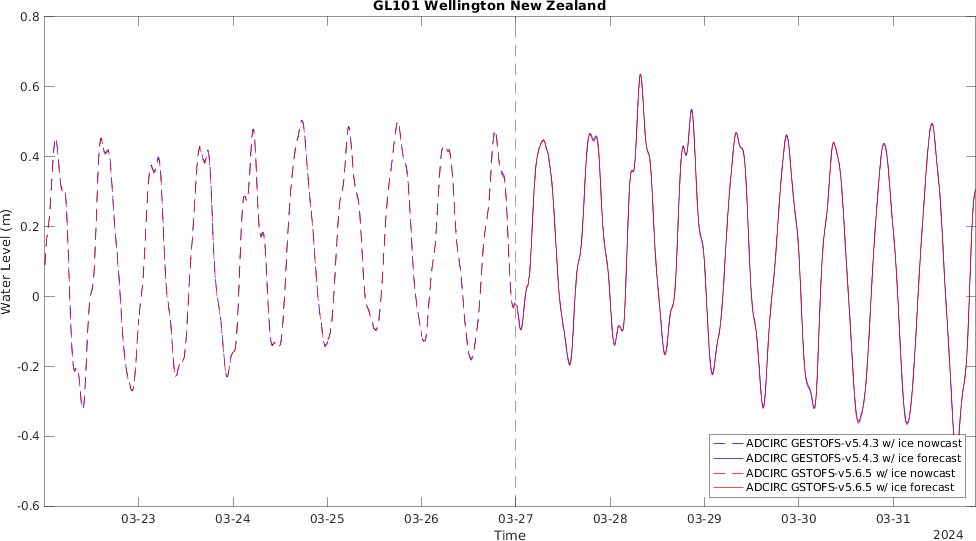 GL101 Wellington New Zealand
0.8
0.6
0.4
0.2
0
-0.2
-0.4
-0.6
Water Level (m)
03-23 03-24 03-25 03-26 03-27 03-28 03-29 03-30 03-31
Time
2024
ADCIRC GESTOFS-v5.4.3 w/ ice nowcast
ADCIRC GESTOFS-v5.4.3 w/ ice forecast
ADCIRC GSTOFS-v5.6.5 w/ ice nowcast
ADCIRC GSTOFS-v5.6.5 w/ ice forecast